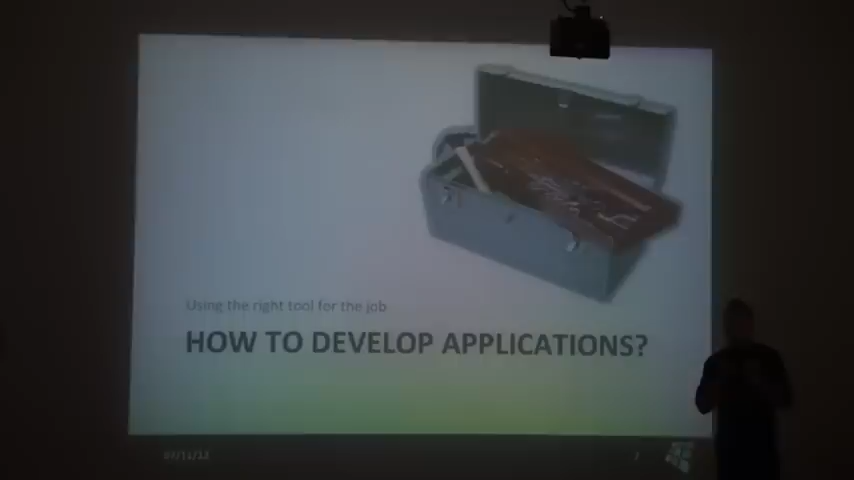 Using the right tool for the job
HOW TO DEVELOP APPLICATIONS?